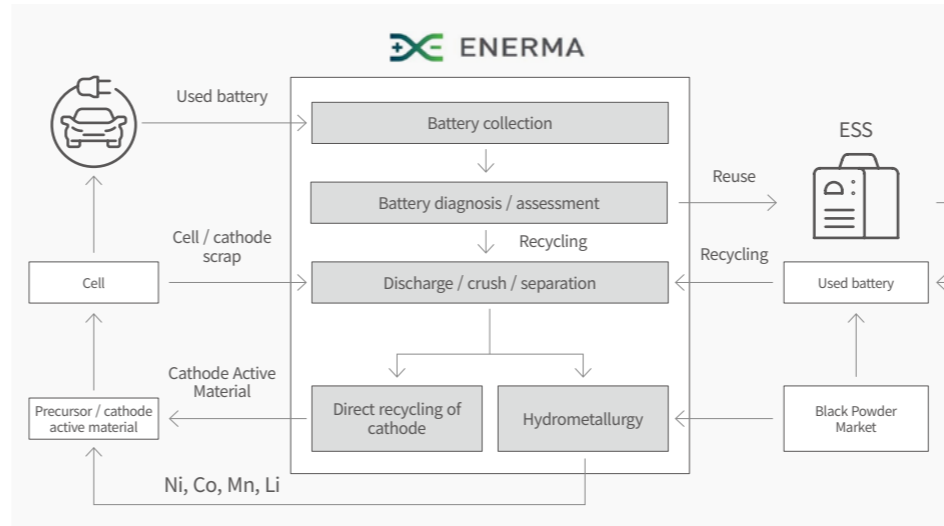 ENERMA
Used battery
Battery collection
ESS
Battery diagnosis / assessment
Reuse
Cell / cathode
scrap
Recycling
Recycling
Cell
Discharge / crush / separation
Used battery
Cathode Active
Material
Precursor / cathode
active material
Direct recycling of
cathode
Hydrometallurgy
Black Powder
Market
Ni, Co, Mn, Li